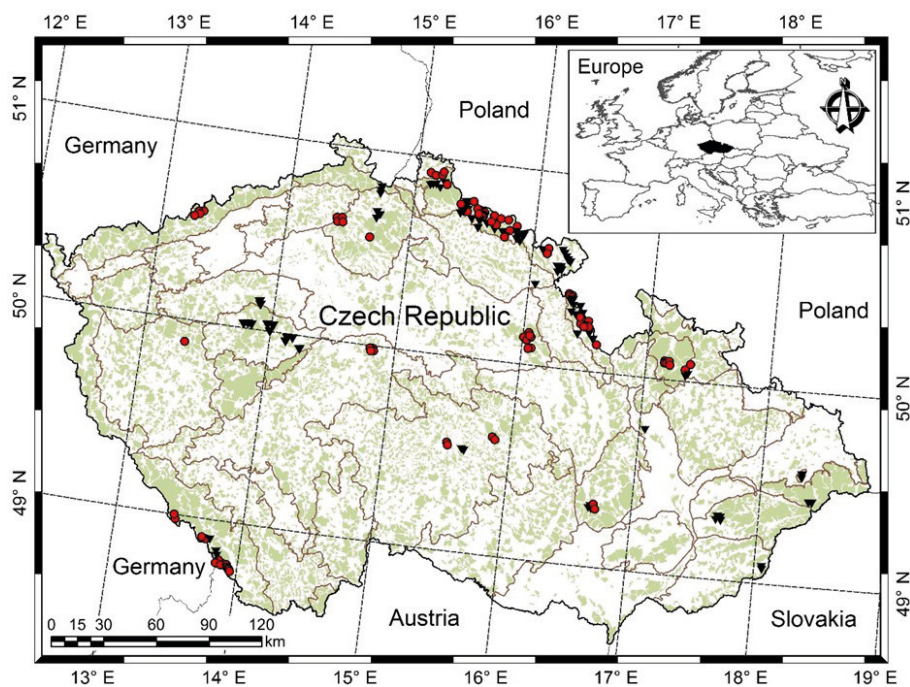 12° E 13° E 14° E 15° E 16° E 17° E 18° E
51° N
50° N
49° N
Europe
Poland
Germany
51° N
Czech Republic
Poland
50° N
Germany
Austria
Slovakia
49° N
0 15 30 60 90 120
km
13° E 14° E 15° E 16° E 17° E 18° E 19° E